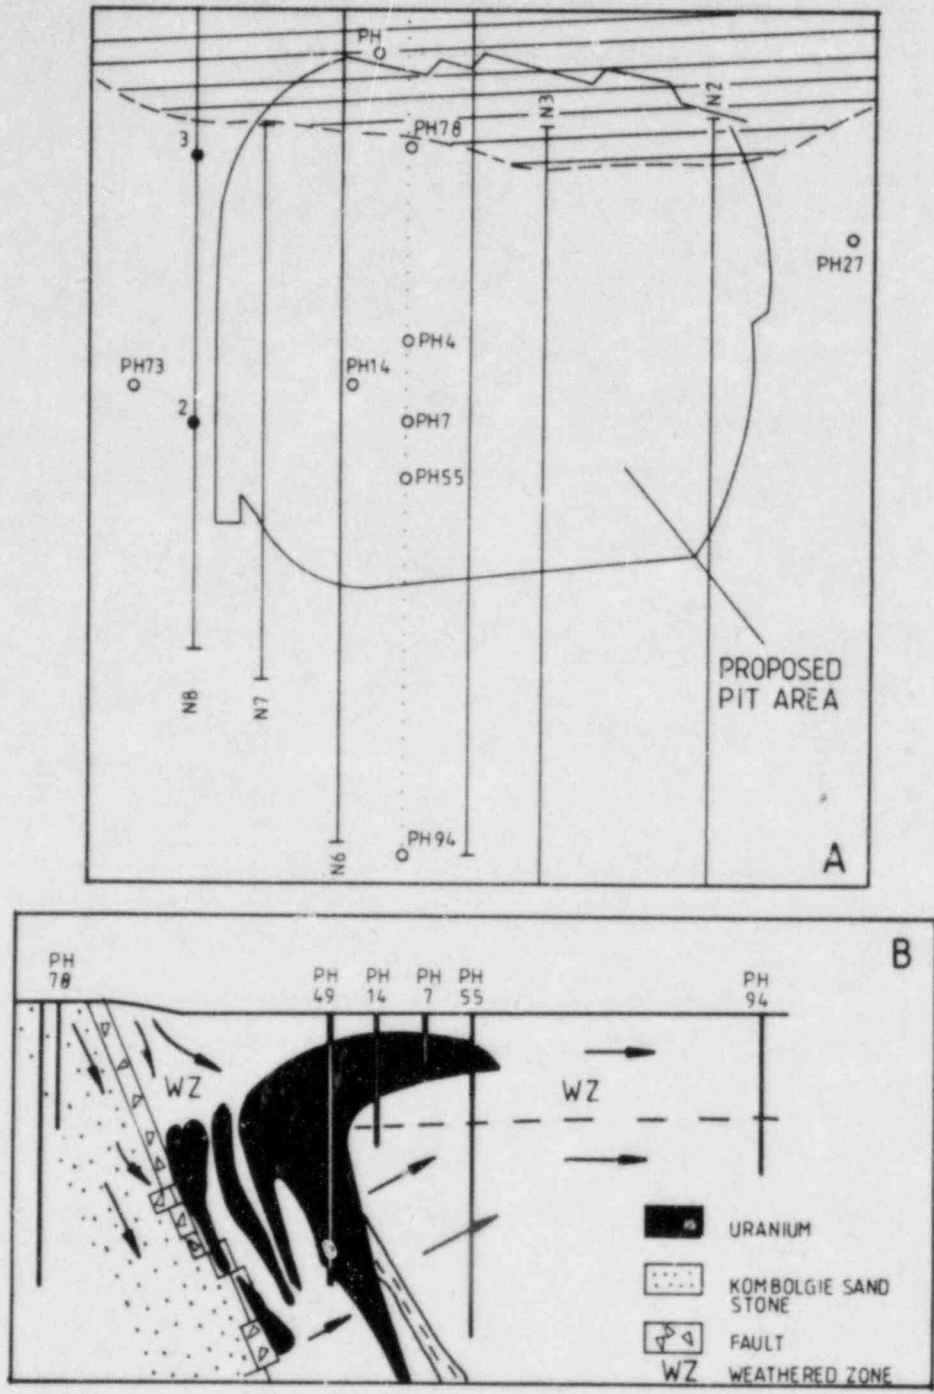 PH
N3
N2
PH78
3
PH27
PH4
PH73
PH14
2
PH7
PH55
PROPOSED
PIT AREA
N8
N7
N6
PH94
A
B
PH
78
PH
49
PH
14
PH
7
PH
55
PH
94
WZ
WZ
URANIUM
KOMBOLGIE SAND
STONE
FAULT
WZ WEATHERED ZONE